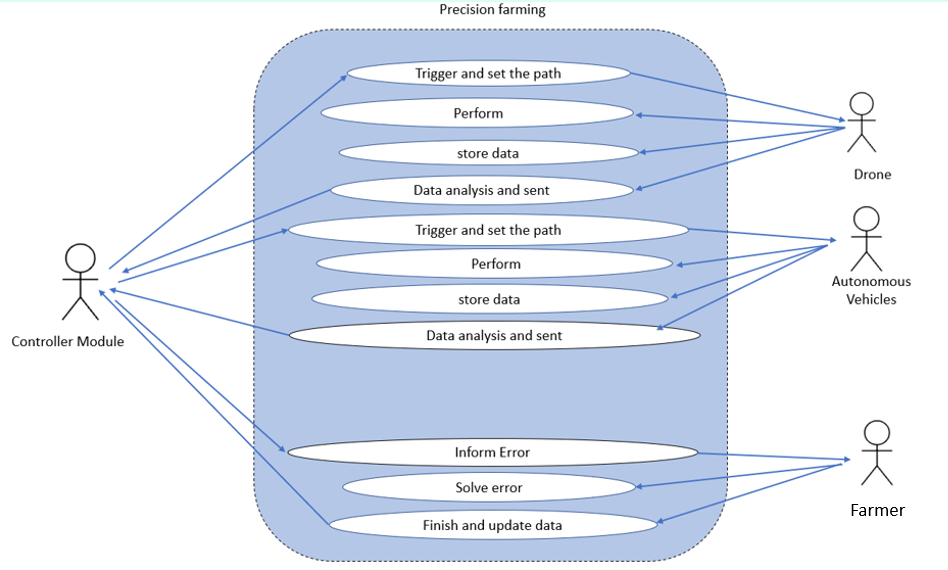 Precision farming
Trigger and set the path
Perform
store data
Drone
Data analysis and sent
Trigger and set the path
Perform
Autonomous
Vehicles
store data
Data analysis and sent
Controller Module
Inform Error
Solve error
Farmer
Finish and update data